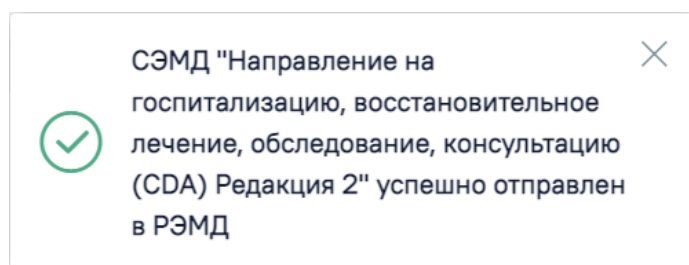 СЭМД "Направление на
госпитализацию, восстановительное
лечение, обследование, консультацию
(CDA) Редакция 2" успешно отправлен
в РЭМД